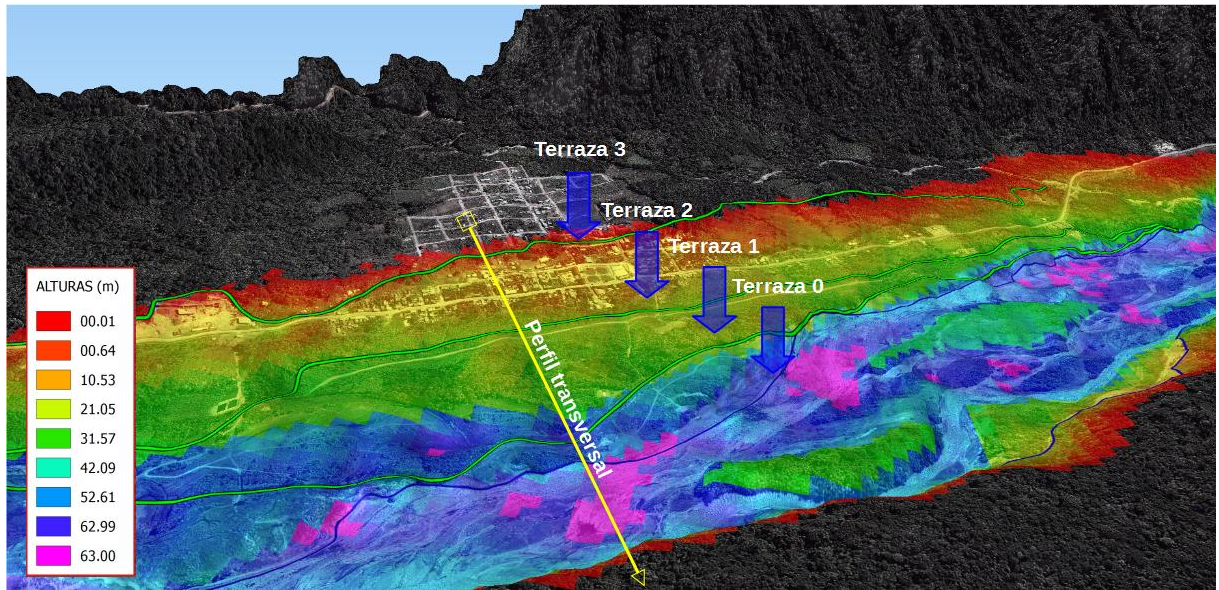 Terraza 3
Terraza 2
Terraza 1
Terraza 0
Perfil transversal
ALTURAS (m)
00.01
00.64
10.53
21.05
31.57
42.09
52.61
62.99
63.00